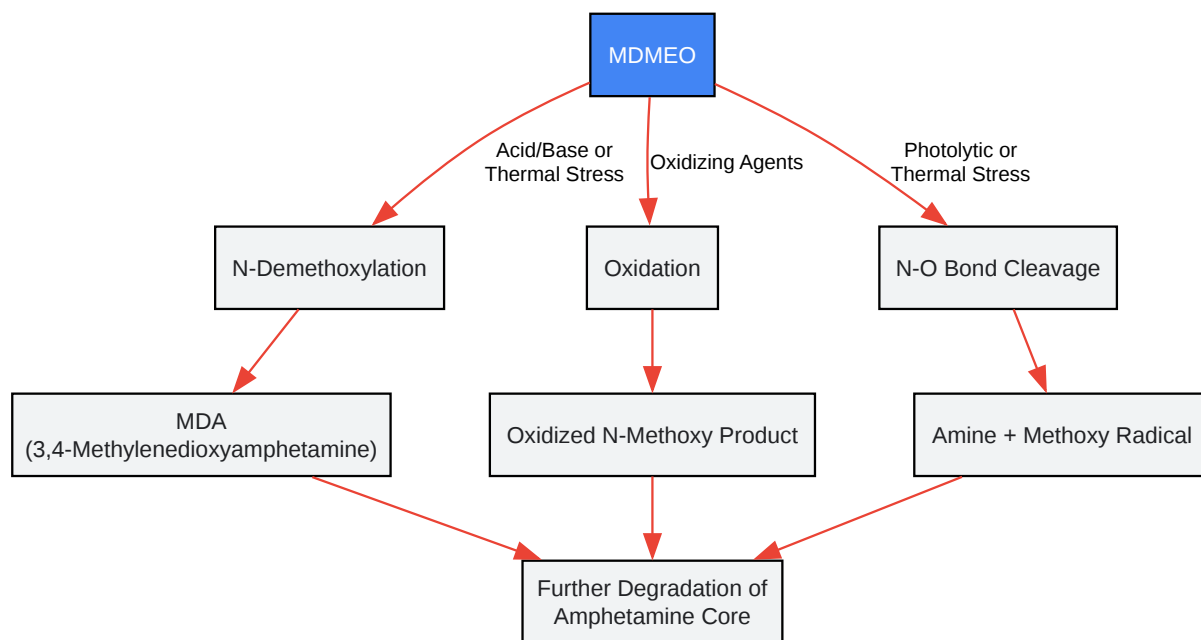 MDMEO
Acid/Base or
Thermal Stress
Oxidizing Agents
Photolytic or
Thermal Stress
N-Demethoxylation
Oxidation
N-O Bond Cleavage
MDA
(3,4-Methylenedioxyamphetamine)
Oxidized N-Methoxy Product
Amine + Methoxy Radical
Further Degradation of
Amphetamine Core